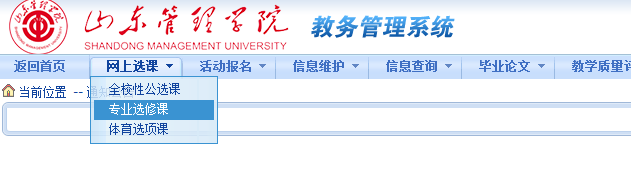 山东管理学院
SHANDONG MANAGEMENT UNIVERSITY
教务管理系统
返回首页 网上选课 活动报名 信息维护 信息查询 毕业论文 教学质量
当前位置 -- 通知
全校性公选课
专业选修课
体育选项课